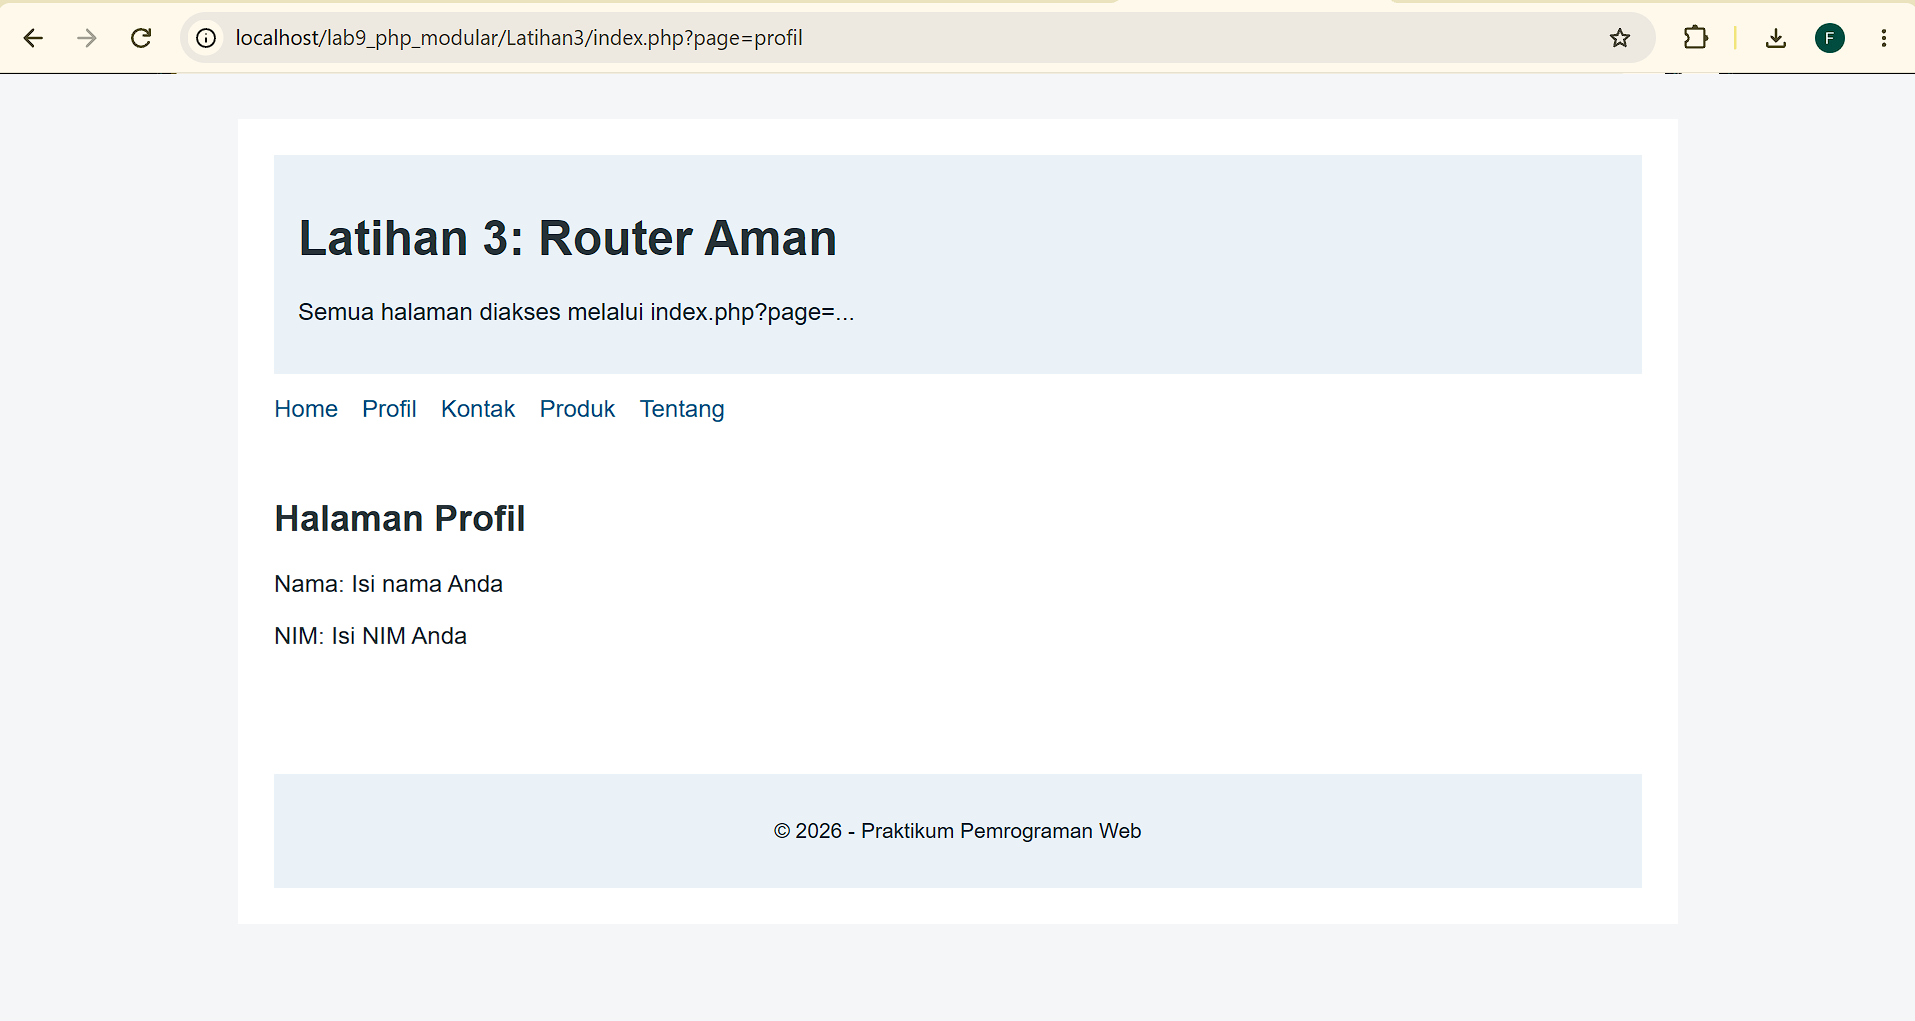 localhost/lab9_php_modular/Latihan3/index.php?page=profil
F
Latihan 3: Router Aman
Semua halaman diakses melalui index.php?page=...
Home Profil Kontak Produk Tentang
Halaman Profil
Nama: Isi nama Anda
NIM: Isi NIM Anda
© 2026 - Praktikum Pemrograman Web